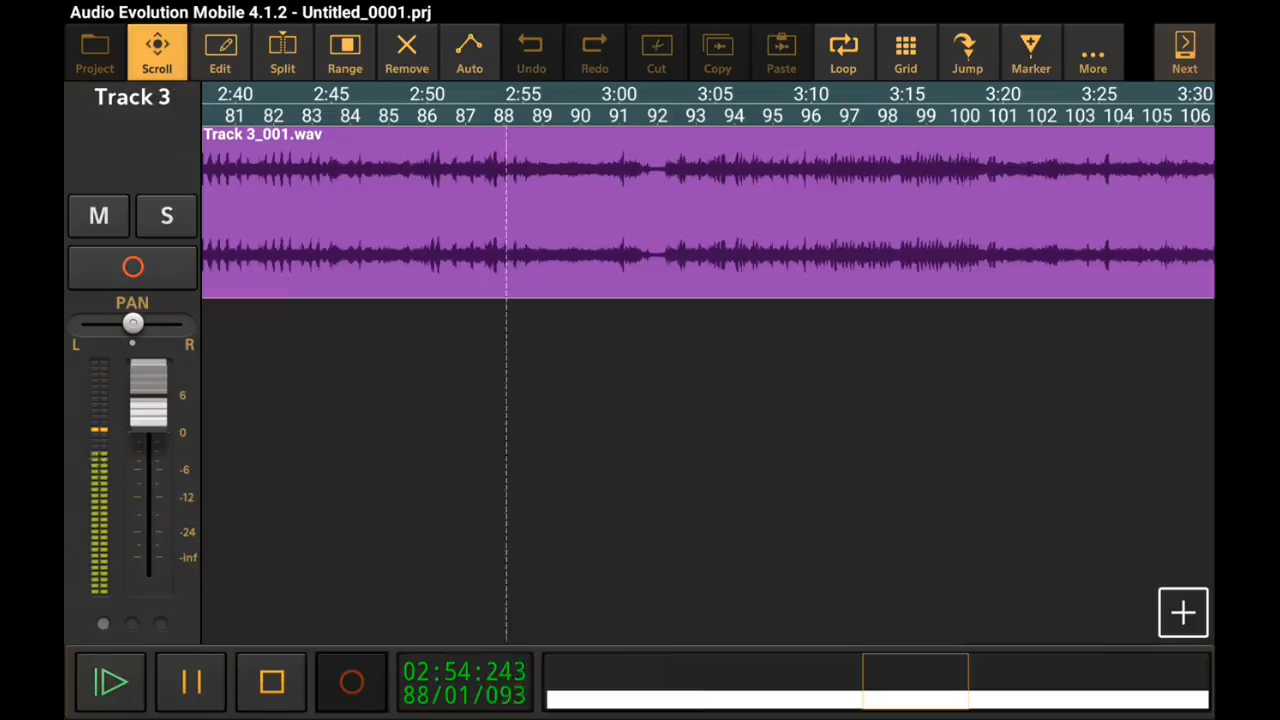 Audio Evolution Mobile 4.1.2 - Untitled_0001.prj
Project Scroll Edit Split Range Remove Auto Undo Redo Cut Copy Paste Loop Grid Jump Marker More Next
Track 3
2:40 2:45 2:50 2:55 3:00 3:05 3:10 3:15 3:20 3:25 3:30
81 82 83 84 85 86 87 88 89 90 91 92 93 94 95 96 97 98 99 100 101 102 103 104 105 106
Track 3_001.wav
M S
PAN
L R
6
0
-6
-12
-24
-inf
02:54:243
88/01/093